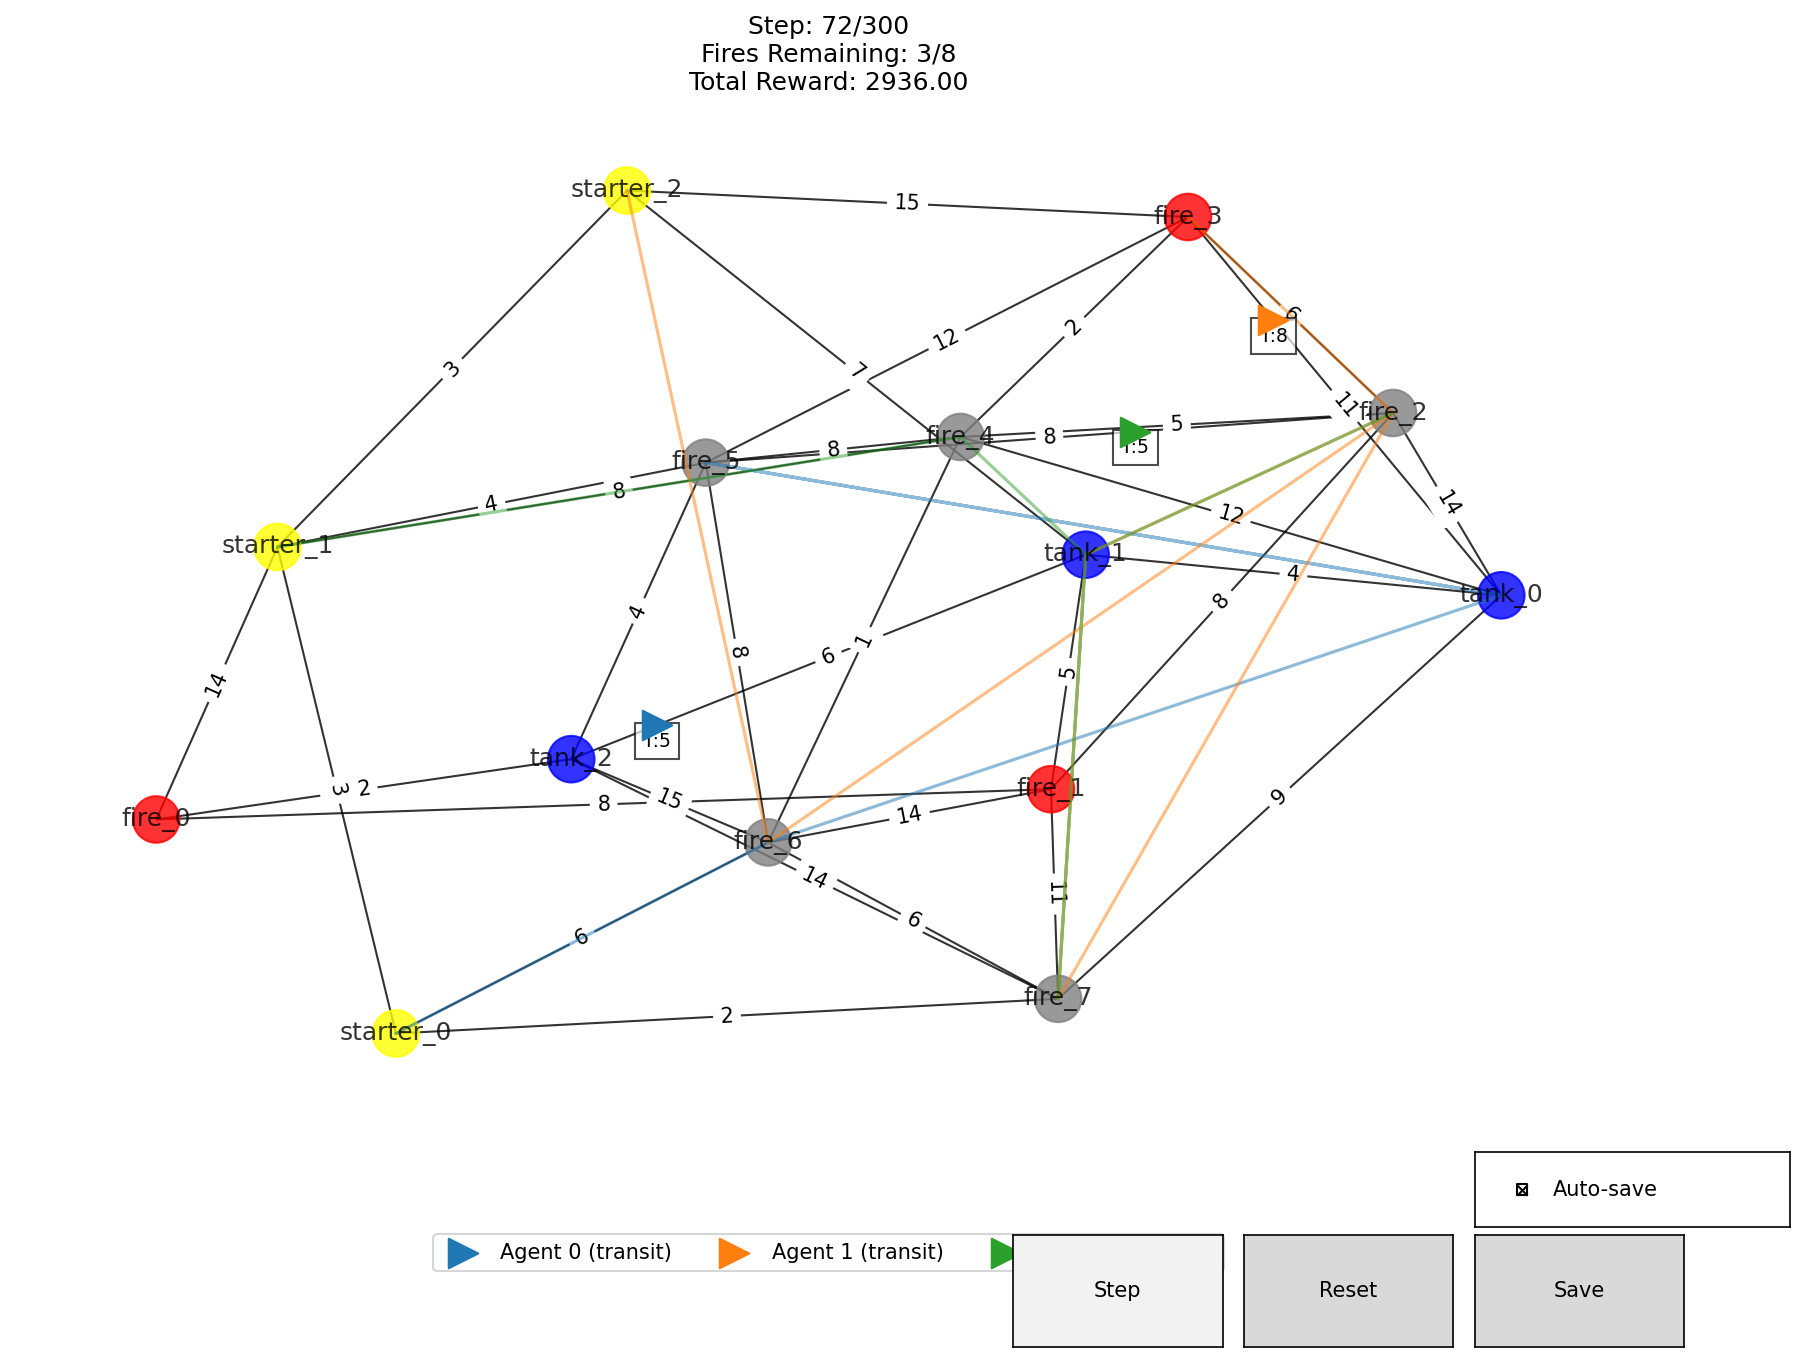 Step: 72/300
Fires Remaining: 3/8
Total Reward: 2936.00
starter_2
15
fire_3
6
T:8
12
2
3
7
11
fire_2
5
8
8
fire_4
T:5
fire_5
4
8
14
12
starter_1
tank_1
4
tank_0
4
8
6
1
8
5
14
T:5
tank_2
3
2
15
8
fire_1
9
fire_0
14
fire_6
14
11
6
6
fire_7
2
starter_0
Auto-save
Agent 0 (transit)
Agent 1 (transit)
Step
Reset
Save